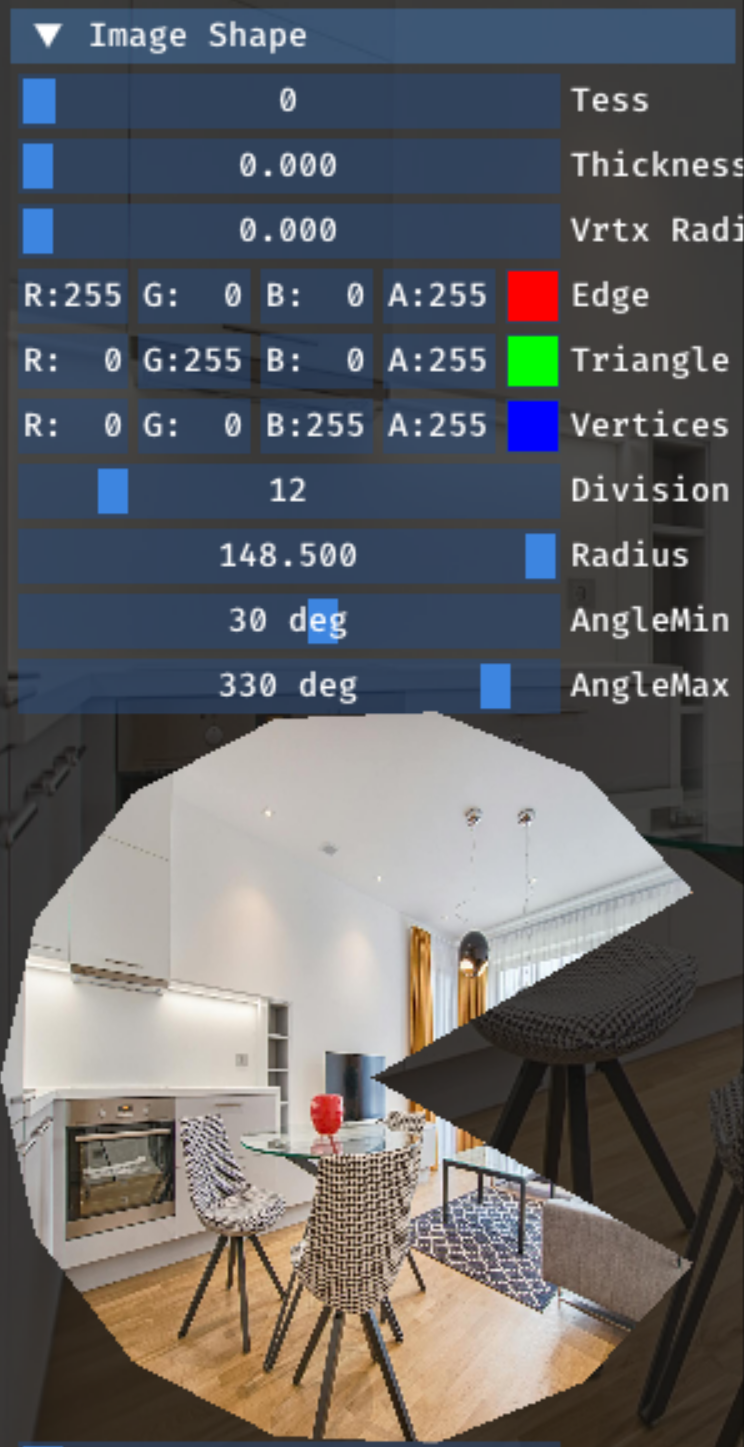 Image Shape
0 Tess
0.000 Thickness
0.000 Vrtx Radi
R:255 G: 0 B: 0 A:255 Edge
R: 0 G:255 B: 0 A:255 Triangle
R: 0 G: 0 B:255 A:255 Vertices
12 Division
148.500 Radius
30 deg AngleMin
330 deg AngleMax